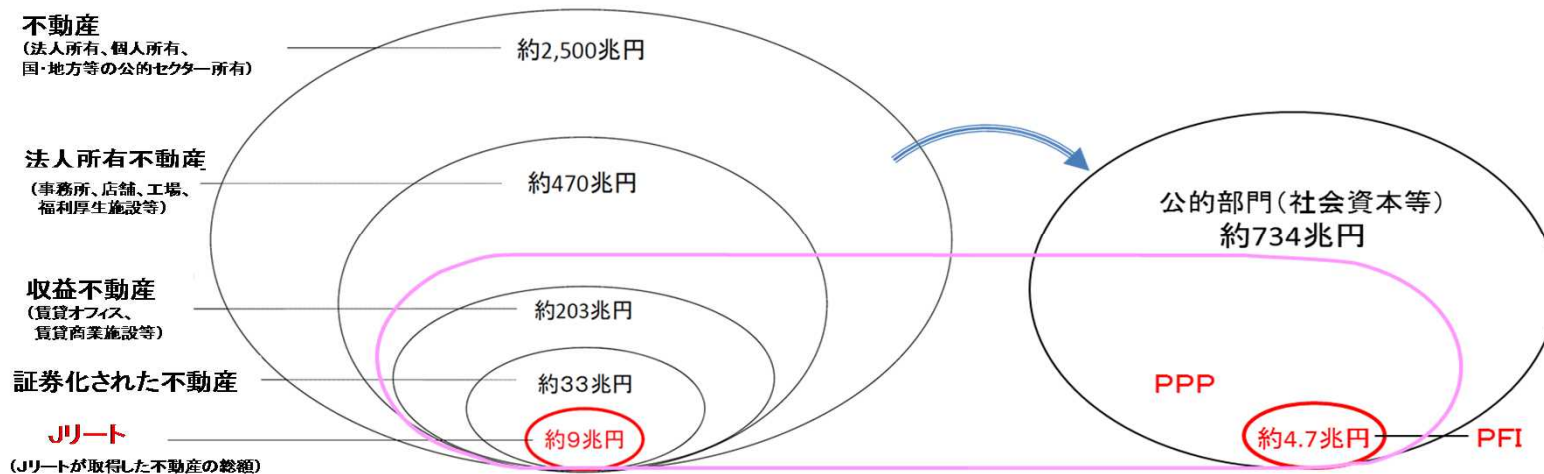 不動産
(法人所有、個人所有、
国・地方等の公的セクター所有)
約2,500兆円
法人所有不動産
(事務所、店舗、工場、
福利厚生施設等)
約470兆円
公的部門(社会資本等)
約734兆円
収益不動産
(賃貸オフィス、
賃貸商業施設等)
約203兆円
証券化された不動産
約33兆円
PPP
Jリート
(Jリートが取得した不動産の総額)
約9兆円
約4.7兆円
PFI